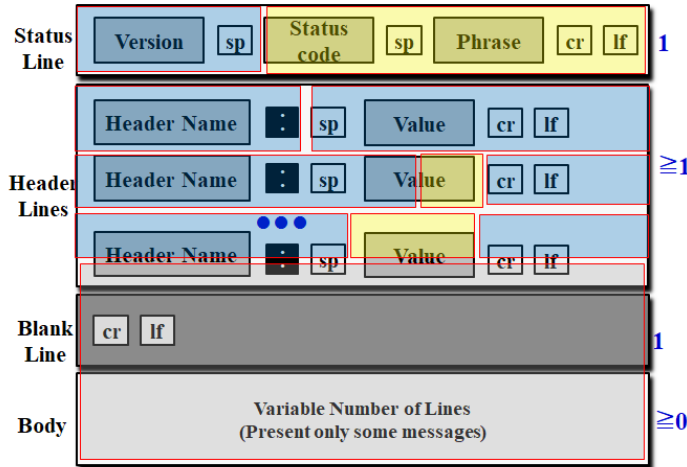 Status Line
Version sp Status code sp Phrase cr lf
1
Header Lines
Header Name : sp Value cr lf
Header Name : sp Value cr lf
≧1
•••
Header Name : sp Value cr lf
Blank Line
cr lf
1
Body
Variable Number of Lines
(Present only some messages)
≧0